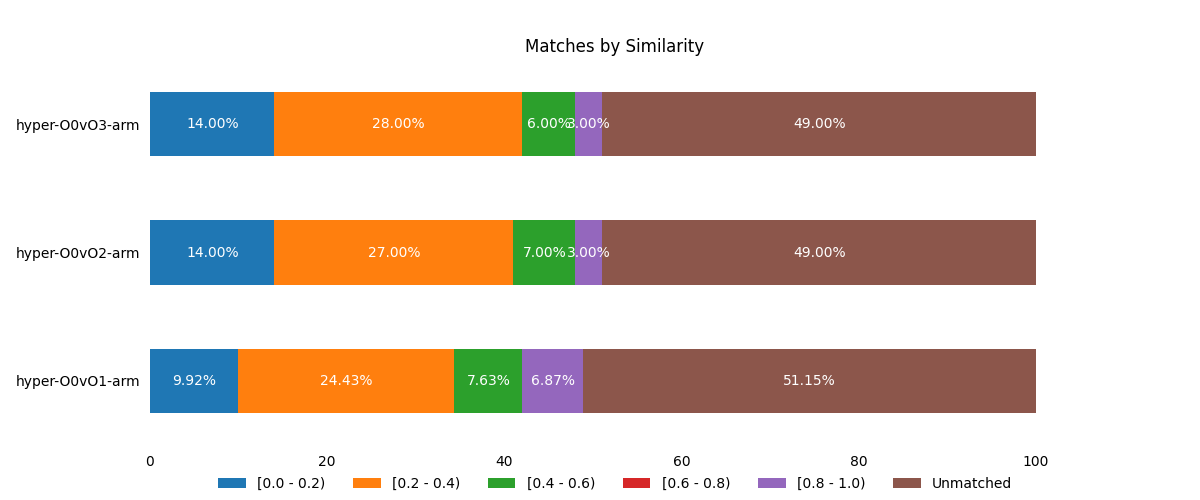 Matches by Similarity
hyper-O0vO3-arm 14.00% 28.00% 6.00% 3.00% 49.00%
hyper-O0vO2-arm 14.00% 27.00% 7.00% 3.00% 49.00%
hyper-O0vO1-arm 9.92% 24.43% 7.63% 6.87% 51.15%
0 20 40 60 80 100
[0.0 - 0.2) [0.2 - 0.4) [0.4 - 0.6) [0.6 - 0.8) [0.8 - 1.0) Unmatched